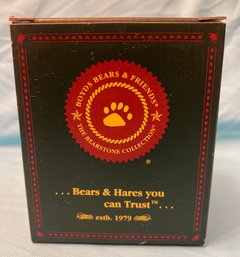 BOYDS BEARS & FRIENDS®
THE BEARSTONE COLLECTION®
®
...Bears & Hares you
can Trust™...
estb. 1979